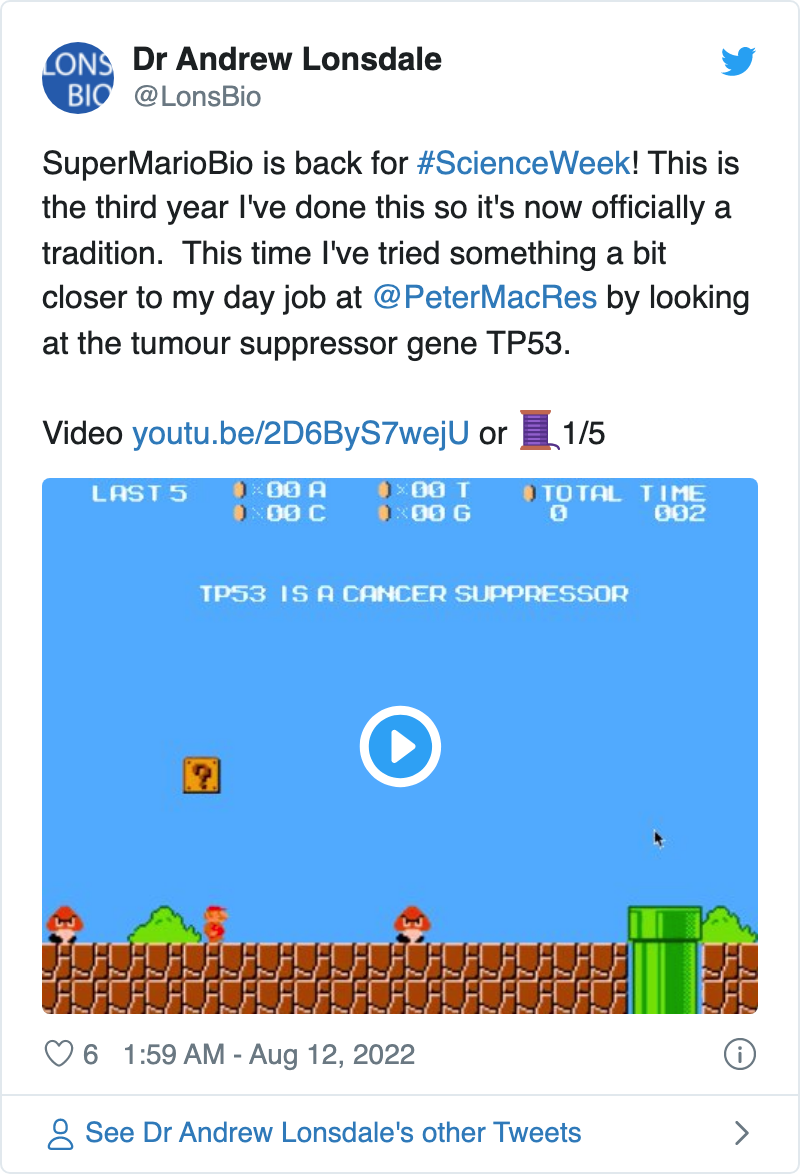 LONS
BIO
Dr Andrew Lonsdale
@LonsBio
SuperMarioBio is back for #ScienceWeek! This is
the third year I've done this so it's now officially a
tradition.  This time I've tried something a bit
closer to my day job at @PeterMacRes by looking
at the tumour suppressor gene TP53.
Video youtu.be/2D6ByS7wejU or 🧵1/5
LAST 5 ×00 A ×00 T TOTAL TIME
×00 C ×00 G 0 002
TP53 IS A CANCER SUPPRESSOR
?
6 1:59 AM - Aug 12, 2022
See Dr Andrew Lonsdale's other Tweets